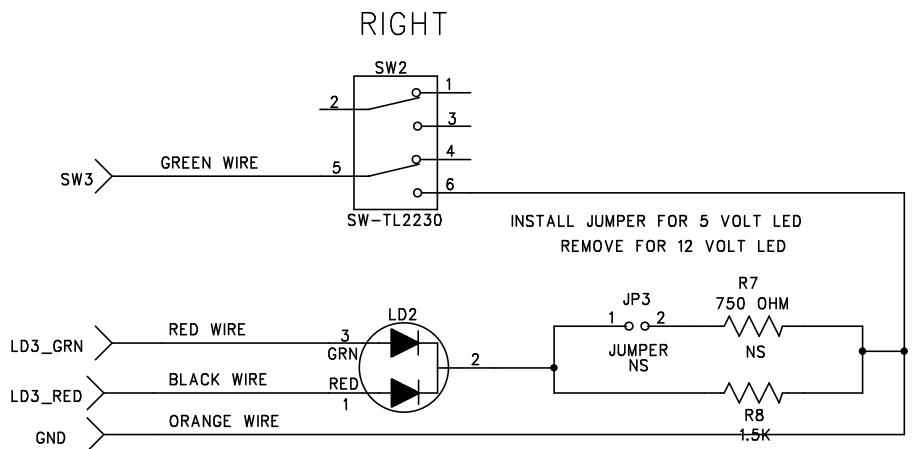 RIGHT
SW2
1
2
3
4
GREEN WIRE
5
SW3
6
SW-TL2230
INSTALL JUMPER FOR 5 VOLT LED
REMOVE FOR 12 VOLT LED
R7
750 OHM
JP3
1 2
JUMPER
NS
NS
LD2
RED WIRE
3
LD3_GRN
GRN
2
BLACK WIRE
RED
LD3_RED
1
R8
1.5K
ORANGE WIRE
GND